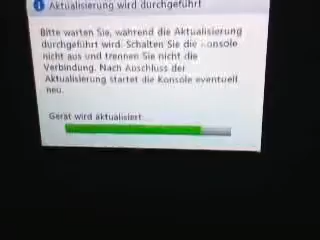 Aktualisierung wird durchgeführt
Bitte warten Sie, während die Aktualisierung
durchgeführt wird. Schalten Sie die Konsole
nicht aus und trennen Sie nicht die
Verbindung. Nach Abschluss der
Aktualisierung startet die Konsole eventuell
neu.
Gerät wird aktualisiert...